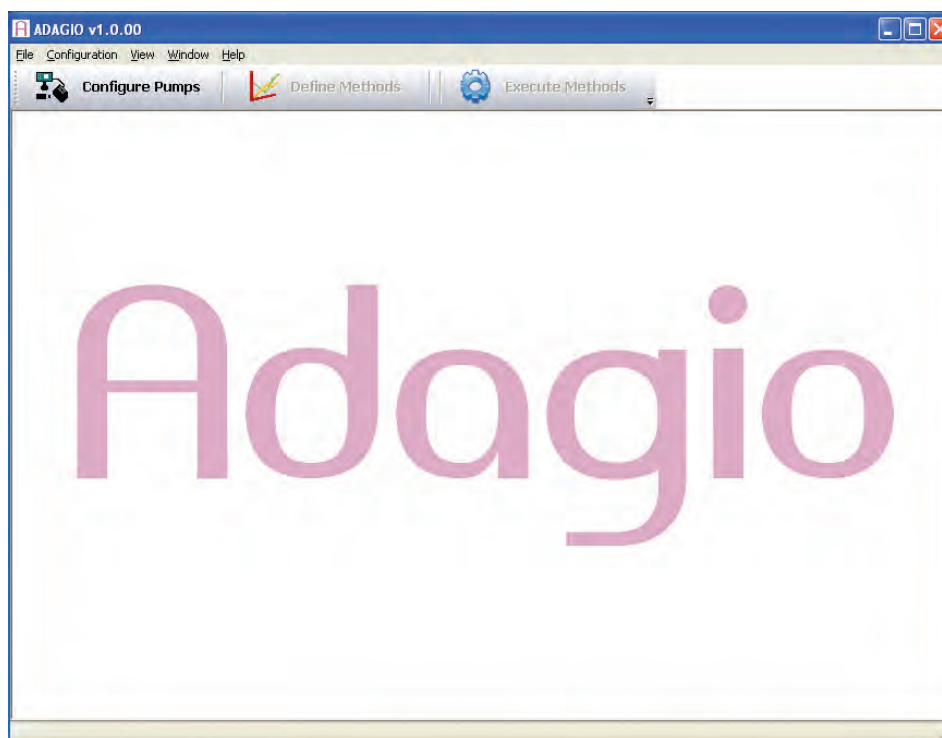 ADAGIO v1.0.00
File Configuration View Window Help
Configure Pumps Define Methods Execute Methods
Adagio